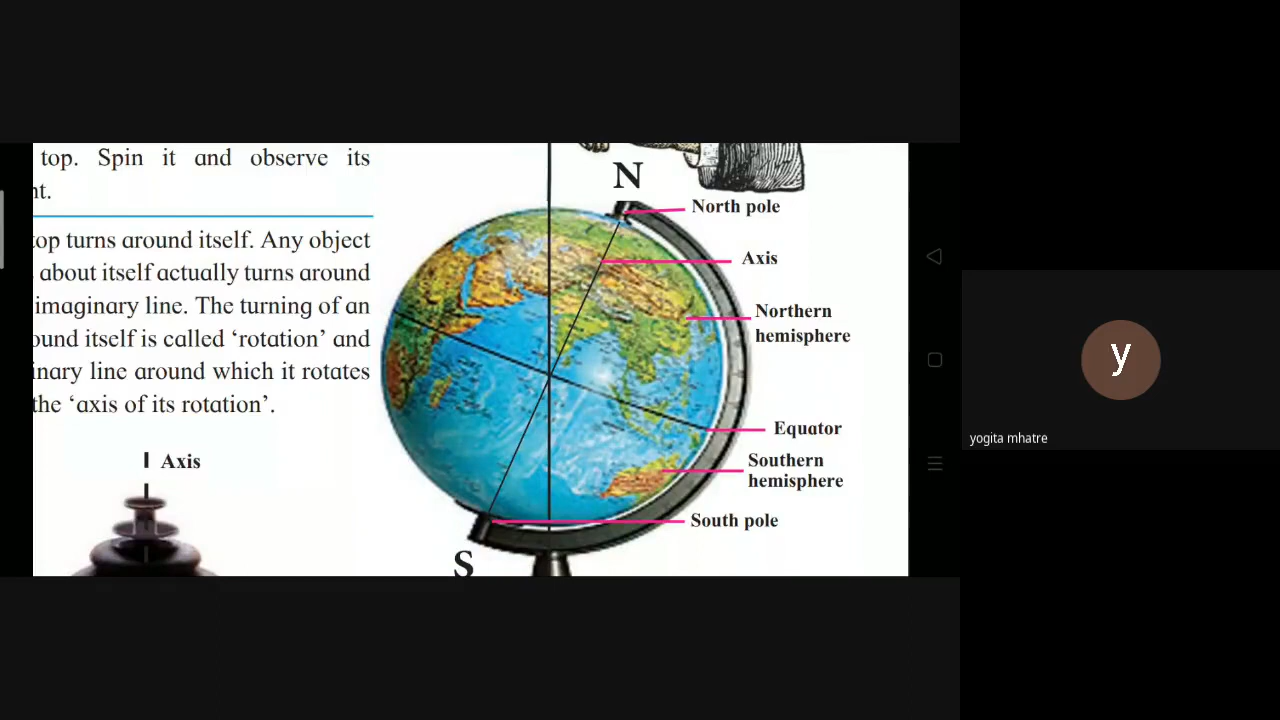 top. Spin it and observe its
nt.
top turns around itself. Any object
about itself actually turns around
imaginary line. The turning of an
ound itself is called ‘rotation’ and
inary line around which it rotates
the ‘axis of its rotation’.
Axis
N
North pole
Axis
Northern
hemisphere
Equator
Southern
hemisphere
South pole
S
y
yogita mhatre